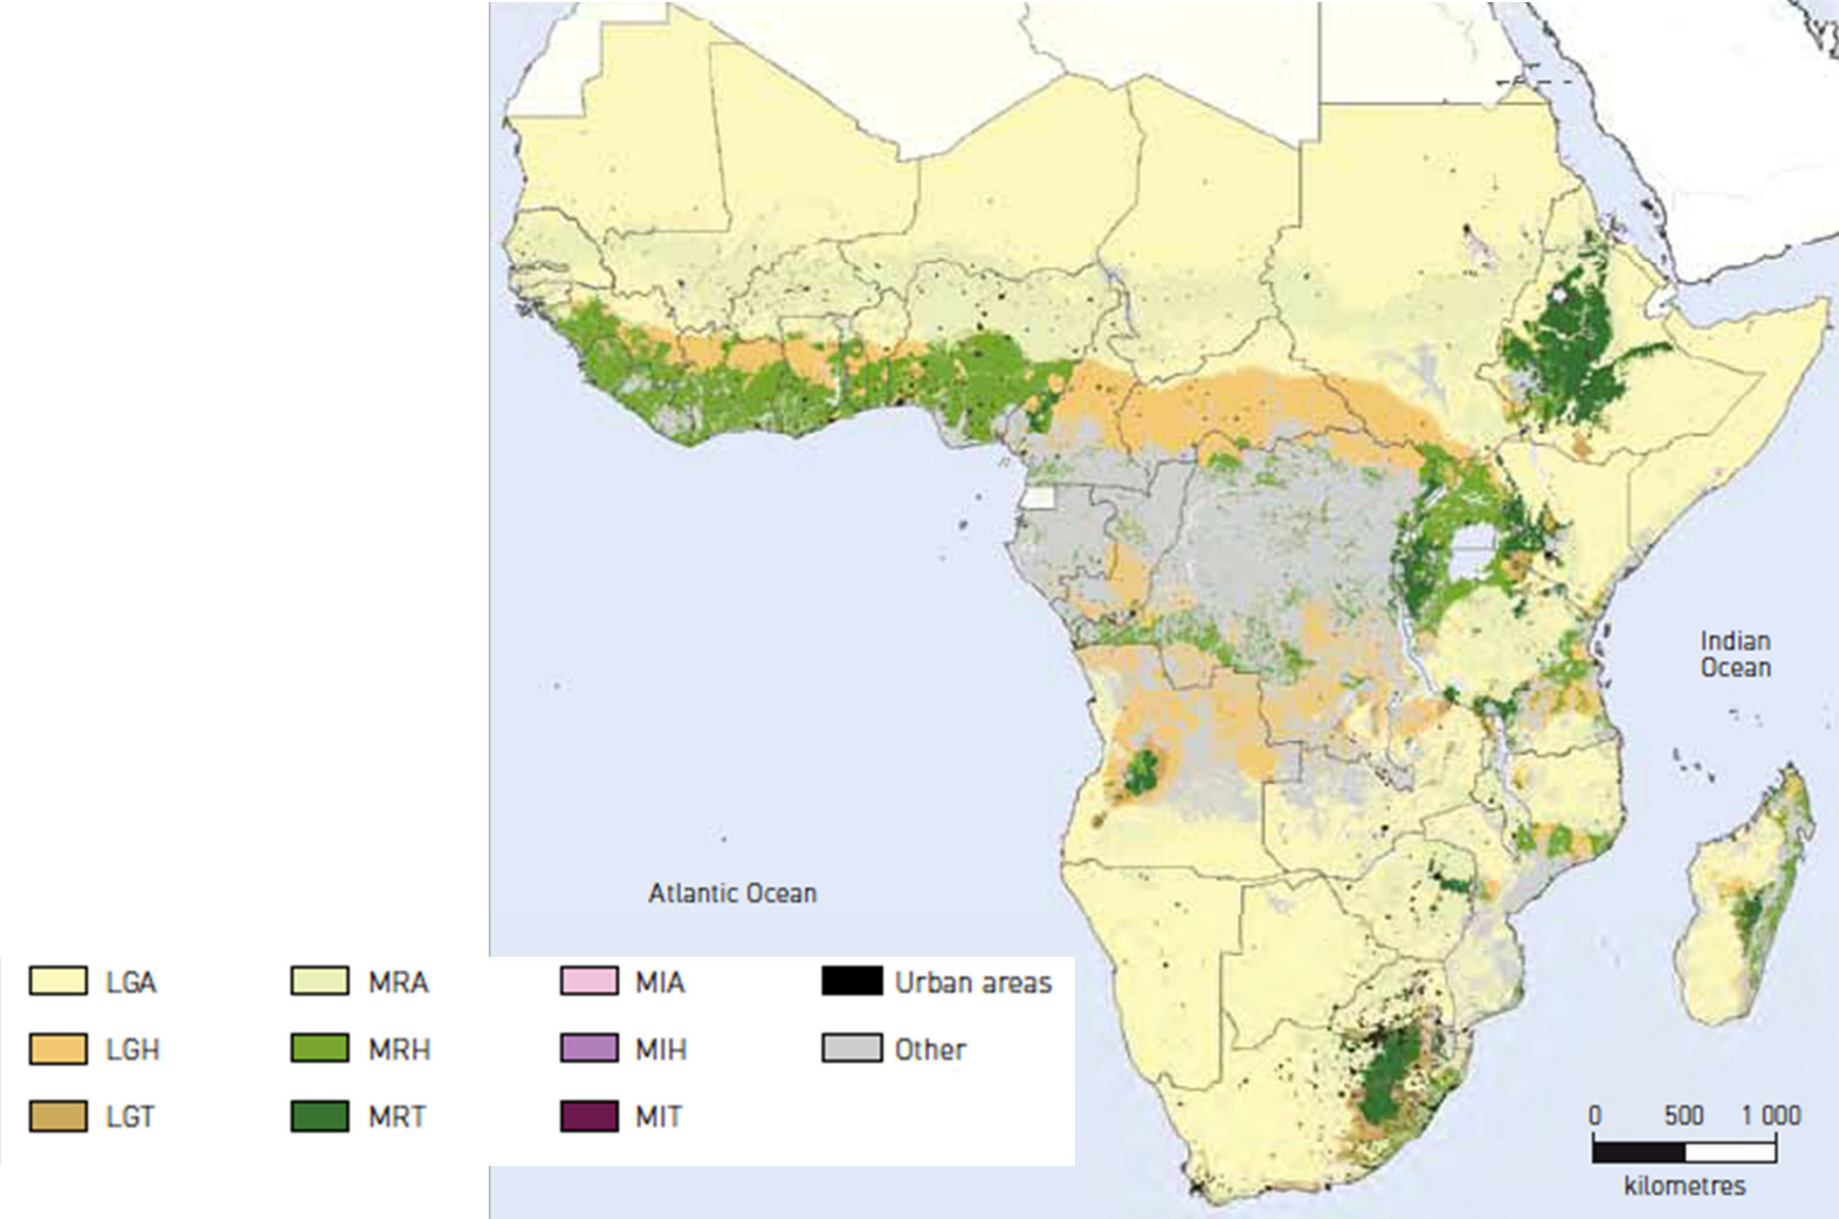 Indian
Ocean
Atlantic Ocean
LGA
MRA
MIA
Urban areas
LGH
MRH
MIH
Other
LGT
MRT
MIT
0 500 1 000
kilometres